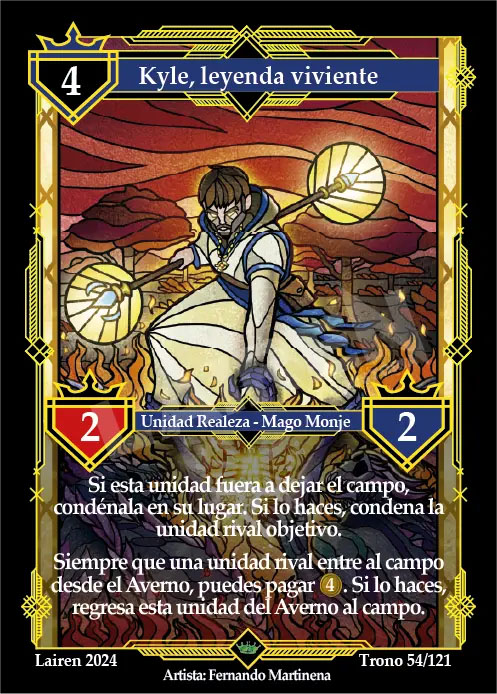 4
Kyle, leyenda viviente
2
Unidad Realeza - Mago Monje
2
Si esta unidad fuera a dejar el campo,
condénala en su lugar. Si lo haces, condena la
unidad rival objetivo.
Siempre que una unidad rival entre al campo
desde el Averno, puedes pagar 4. Si lo haces,
regresa esta unidad del Averno al campo.
Lairen 2024
Trono 54/121
Artista: Fernando Martinena